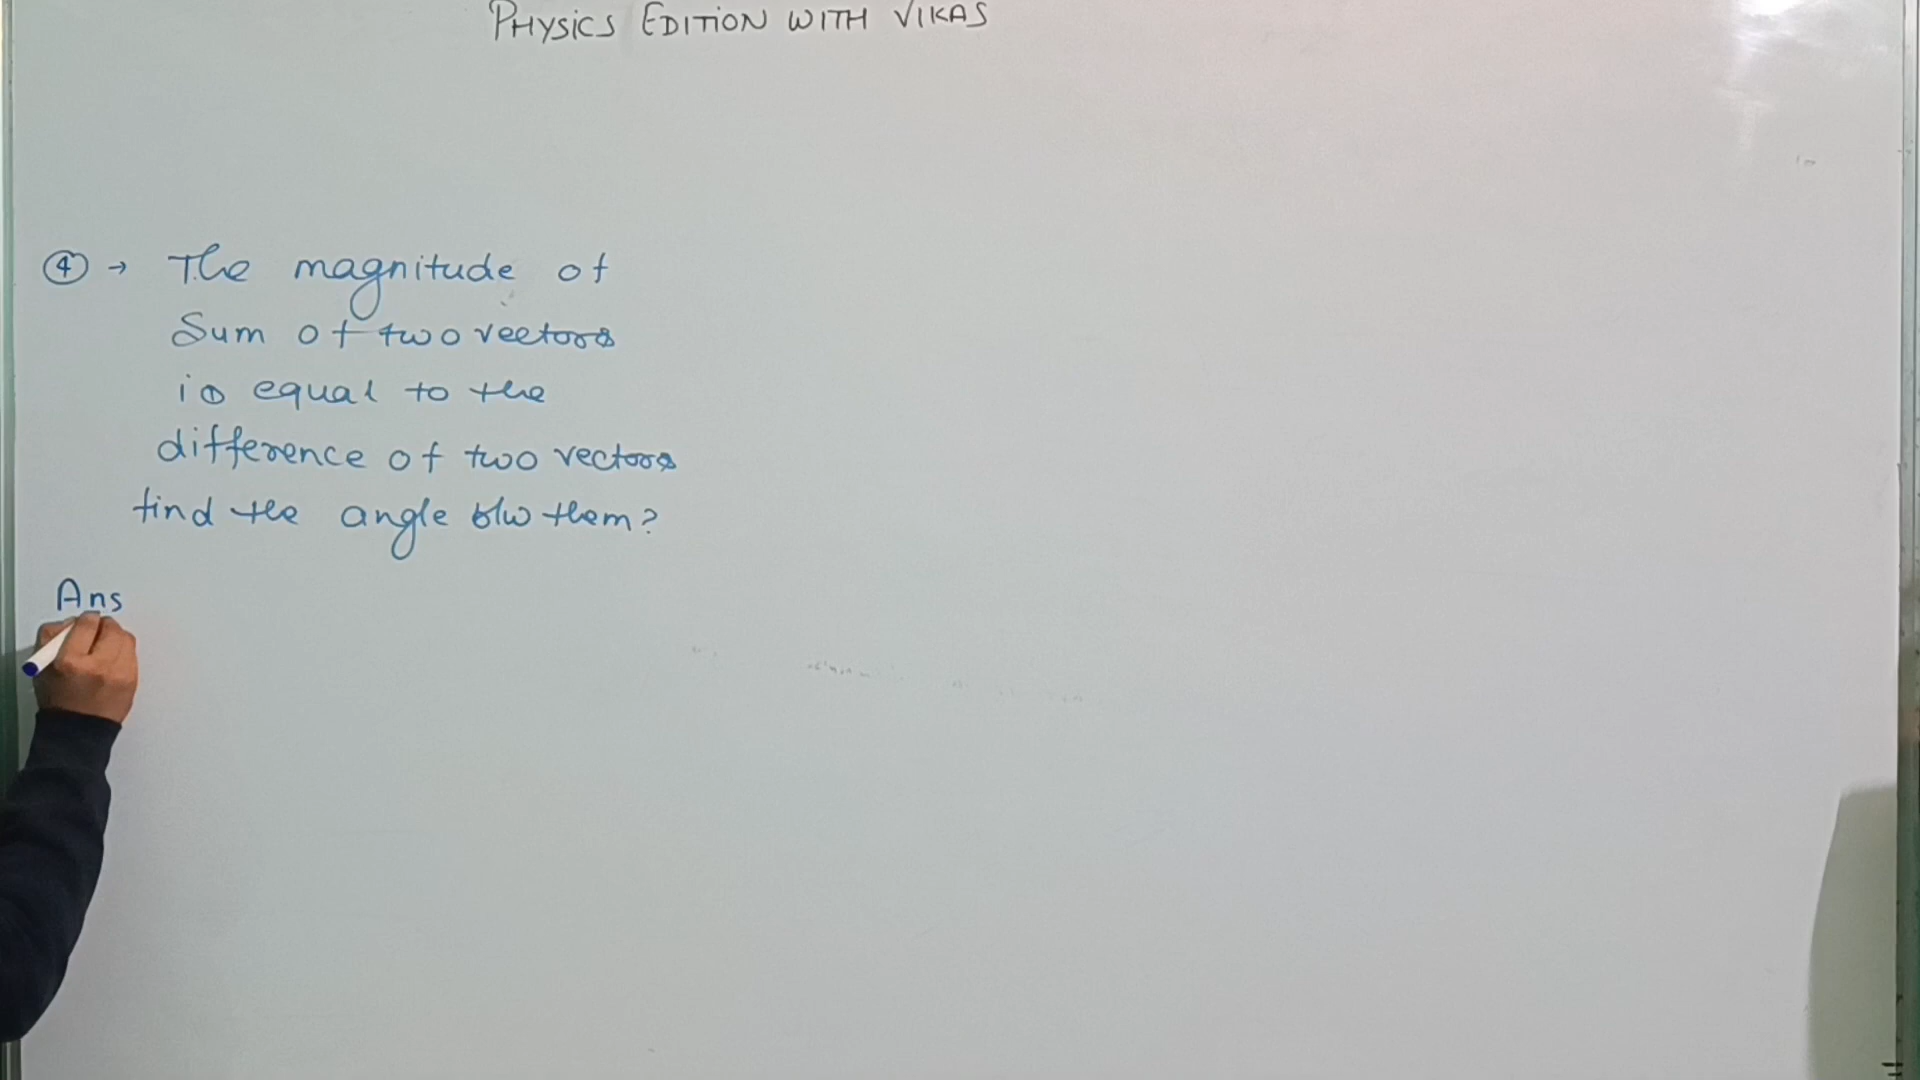 PHYSICS EDITION WITH VIKAS
④ → The magnitude of
Sum of two vectors
is equal to the
difference of two vectors
find the angle b/w them?
Ans